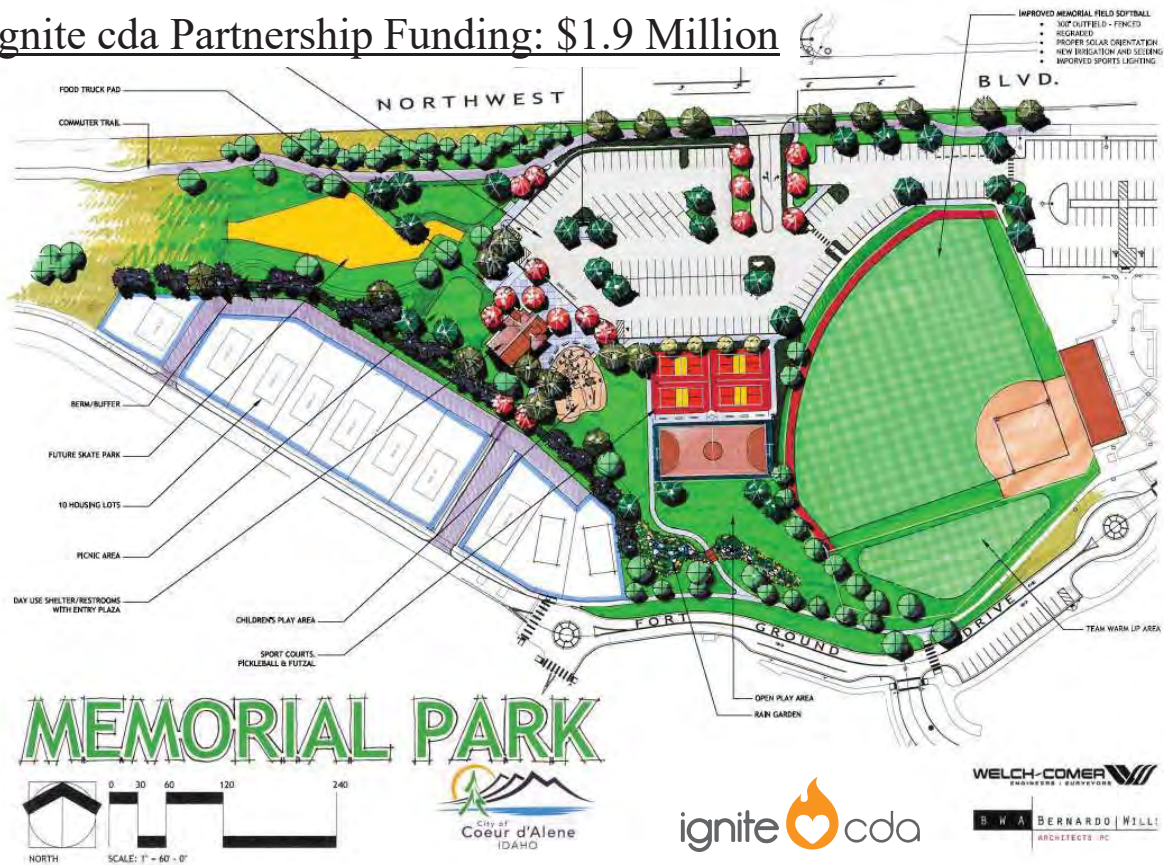 gnite cda Partnership Funding: $1.9 Million
IMPROVED MEMORIAL FIELD SOFTBALL
• 300' OUTFIELD - FENCED
• REGRADED
• PROPER SOLAR ORIENTATION
• NEW IRRIGATION AND SEEDING
• IMPORVED SPORTS LIGHTING
NORTHWEST BLVD.
FOOD TRUCK PAD
COMMUTER TRAIL
BERM/BUFFER
FUTURE SKATE PARK
10 HOUSING LOTS
PICNIC AREA
DAY USE SHELTER/RESTROOMS
WITH ENTRY PLAZA
CHILDREN'S PLAY AREA
SPORT COURTS,
PICKLEBALL & FUTZAL
FORT GROUND DRIVE
TEAM WARM UP AREA
OPEN PLAY AREA
RAIN GARDEN
MEMORIAL PARK
0 30 60 120 240
NORTH
SCALE: 1" = 60' - 0"
City of
Coeur d'Alene
IDAHO
ignite cda
WELCH-COMER
ENGINEERS | SURVEYORS
BWA BERNARDO | WILL
ARCHITECTS PC